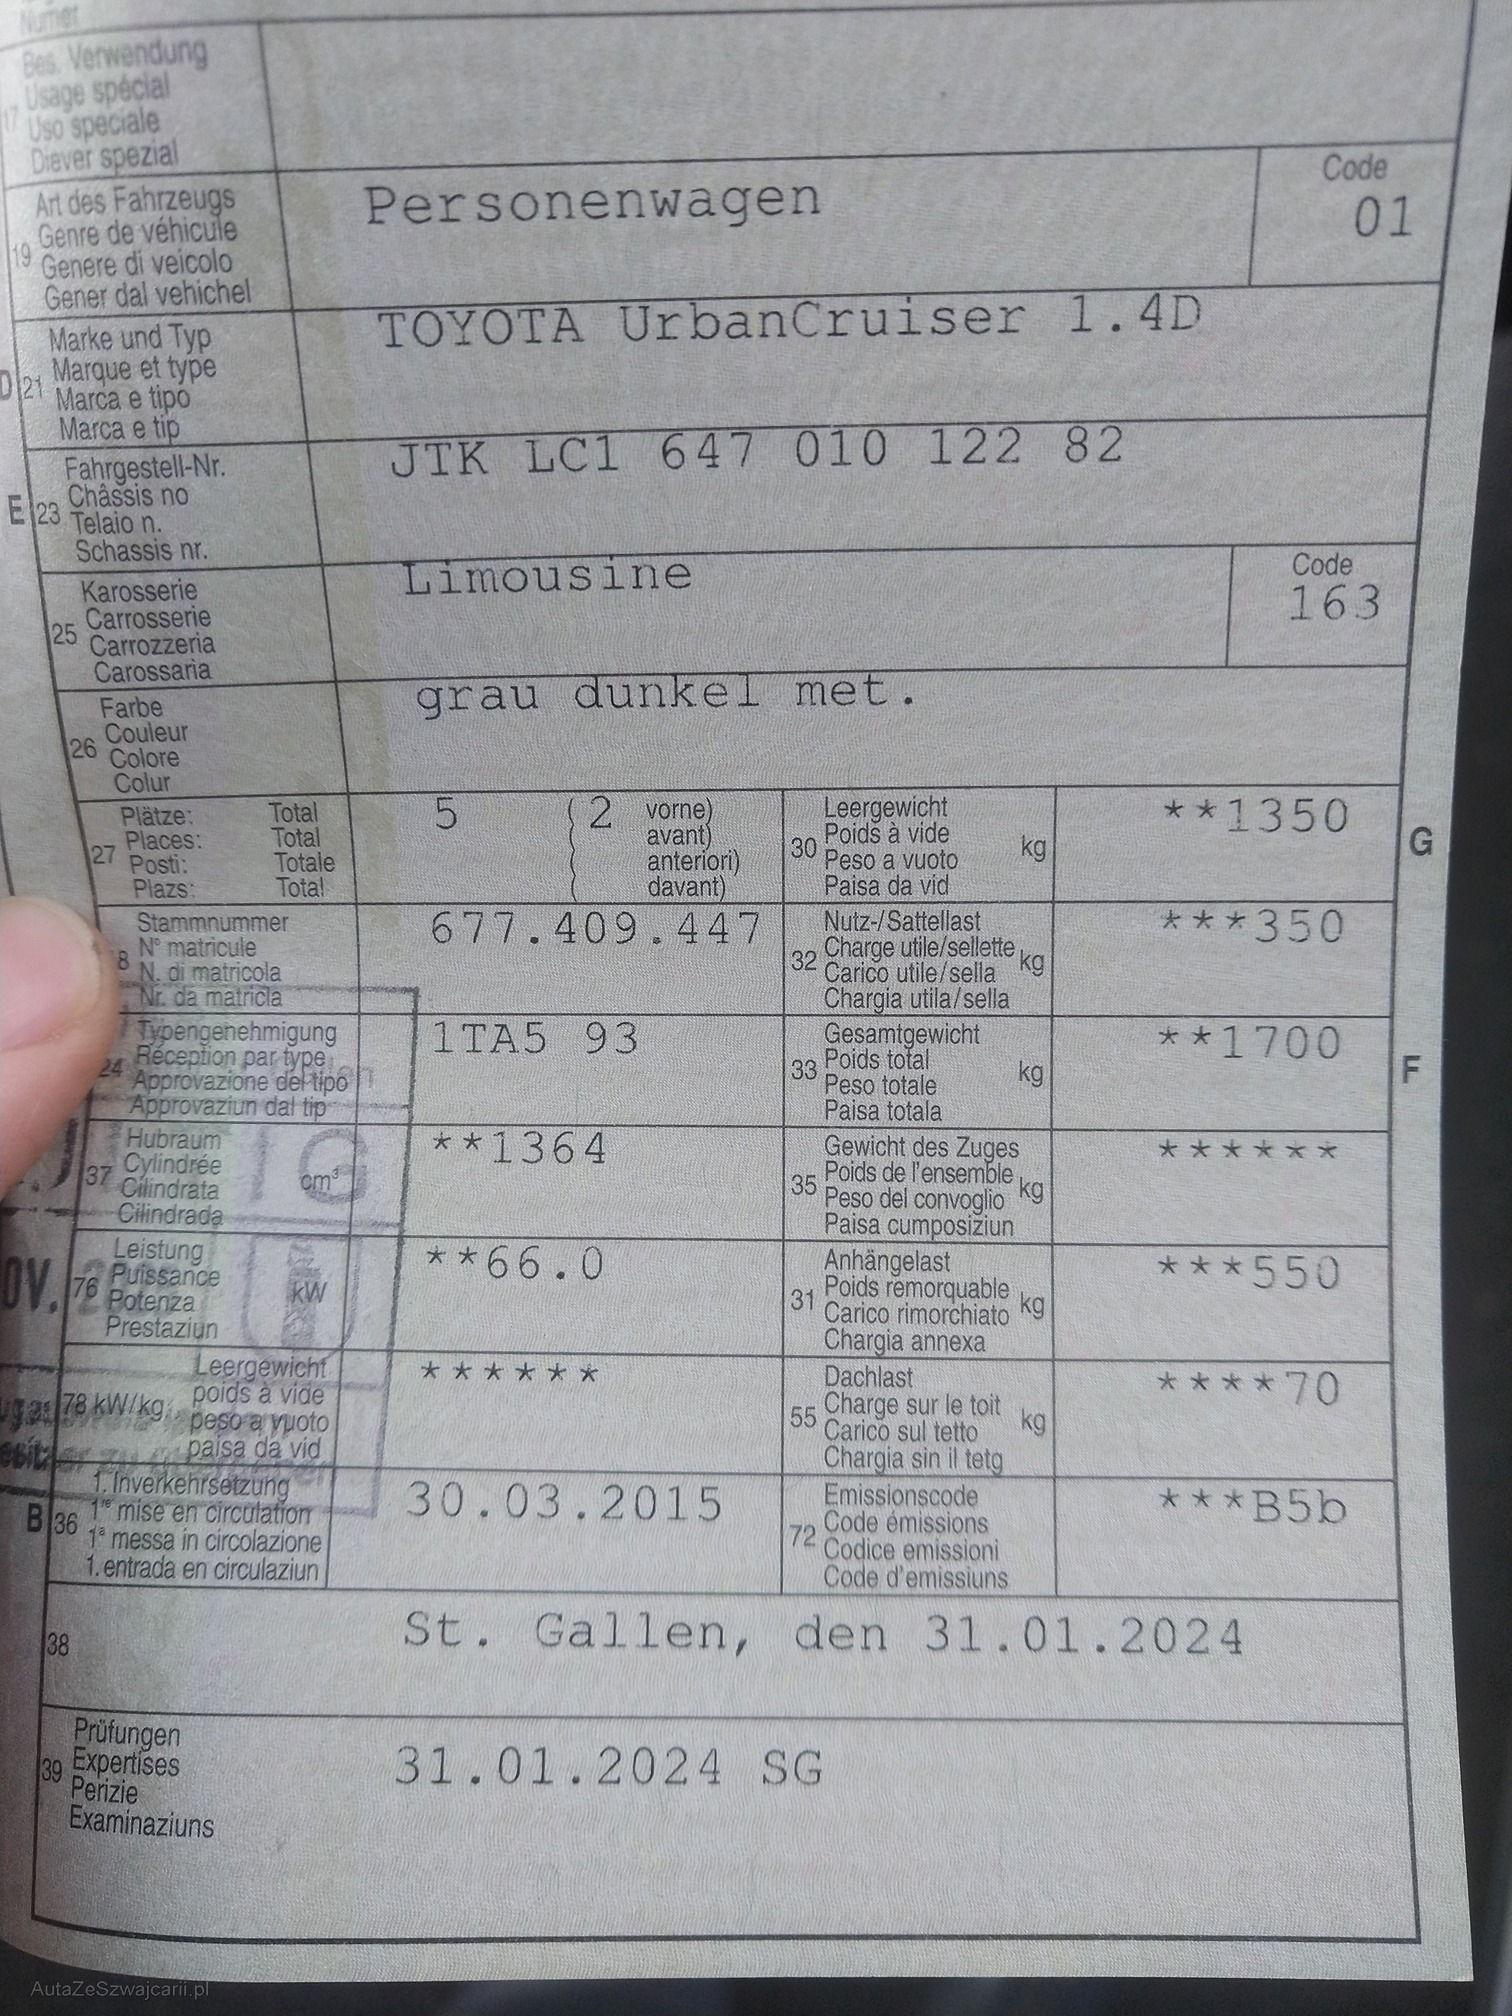 Numer
Bes. Verwendung
Usage spécial
17 Uso speciale
Diever spezial
Art des Fahrzeugs
19 Genre de véhicule
Genere di veicolo
Gener dal vehichel
Personenwagen
Code
01
D 21 Marke und Typ
Marque et type
Marca e tipo
Marca e tip
TOYOTA UrbanCruiser 1.4D
E 23 Fahrgestell-Nr.
Châssis no
Telaio n.
Schassis nr.
JTK LC1 647 010 122 82
25 Karosserie
Carrosserie
Carrozzeria
Carossaria
Limousine
Code
163
26 Farbe
Couleur
Colore
Colur
grau dunkel met.
27 Plätze: Total
Places: Total
Posti: Totale
Plazs: Total
5 (2 vorne)
( avant)
( anteriori)
( davant)
30 Leergewicht
Poids à vide kg
Peso a vuoto
Paisa da vid
**1350
G
8 Stammnummer
N° matricule
N. di matricola
Nr. da matricla
677.409.447
32 Nutz-/Sattellast
Charge utile/sellette kg
Carico utile/sella
Chargia utila/sella
***350
24 Typengenehmigung
Réception par type
Approvazione del tipo
Approvaziun dal tip
1TA5 93
33 Gesamtgewicht
Poids total kg
Peso totale
Paisa totala
**1700
F
37 Hubraum
Cylindrée cm³
Cilindrata
Cilindrada
**1364
35 Gewicht des Zuges
Poids de l'ensemble kg
Peso del convoglio
Paisa cumposiziun
******
OV.
76 Leistung
Puissance kW
Potenza
Prestaziun
**66.0
31 Anhängelast
Poids remorquable kg
Carico rimorchiato
Chargia annexa
***550
78 kW/kg Leergewicht
poids à vide
peso a vuoto
paisa da vid
******
55 Dachlast
Charge sur le toit kg
Carico sul tetto
Chargia sin il tetg
****70
B 36 1. Inverkehrsetzung
1re mise en circulation
1a messa in circolazione
1. entrada en circulaziun
30.03.2015
72 Emissionscode
Code émissions
Codice emissioni
Code d'emissiuns
***B5b
38 St. Gallen, den 31.01.2024
39 Prüfungen
Expertises
Perizie
Examinaziuns
31.01.2024 SG
AutaZeSzwajcarii.pl